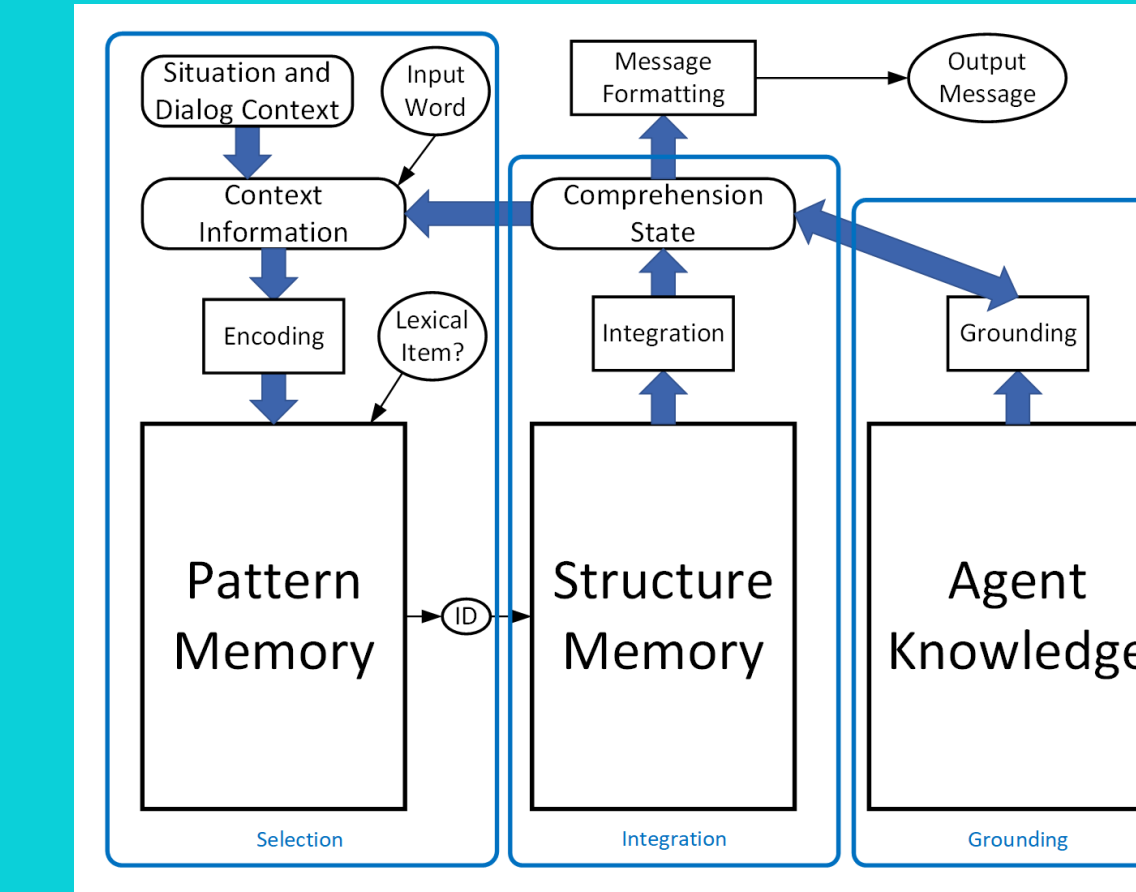 Situation and
Dialog Context
Input
Word
Context
Information
Encoding
Lexical
Item?
Pattern
Memory
ID
Selection
Message
Formatting
Output
Message
Comprehension
State
Integration
Structure
Memory
Integration
Grounding
Agent
Knowledge
Grounding